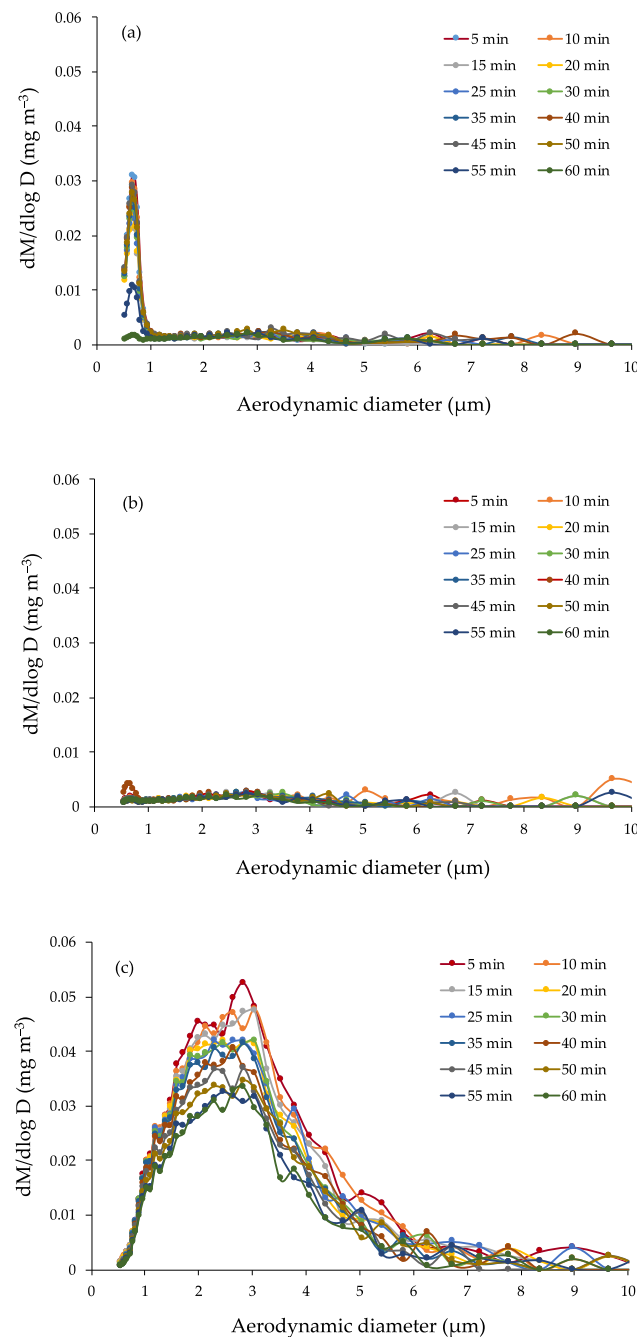 (a)
5 min 10 min
15 min 20 min
25 min 30 min
35 min 40 min
45 min 50 min
55 min 60 min
0.06
0.05
0.04
0.03
0.02
0.01
0
dM/dlog D (mg m⁻³)
0 1 2 3 4 5 6 7 8 9 10
Aerodynamic diameter (µm)
(b)
5 min 10 min
15 min 20 min
25 min 30 min
35 min 40 min
45 min 50 min
55 min 60 min
0.06
0.05
0.04
0.03
0.02
0.01
0
dM/dlog D (mg m⁻³)
0 1 2 3 4 5 6 7 8 9 10
Aerodynamic diameter (µm)
(c)
5 min 10 min
15 min 20 min
25 min 30 min
35 min 40 min
45 min 50 min
55 min 60 min
0.06
0.05
0.04
0.03
0.02
0.01
0
dM/dlog D (mg m⁻³)
0 1 2 3 4 5 6 7 8 9 10
Aerodynamic diameter (µm)